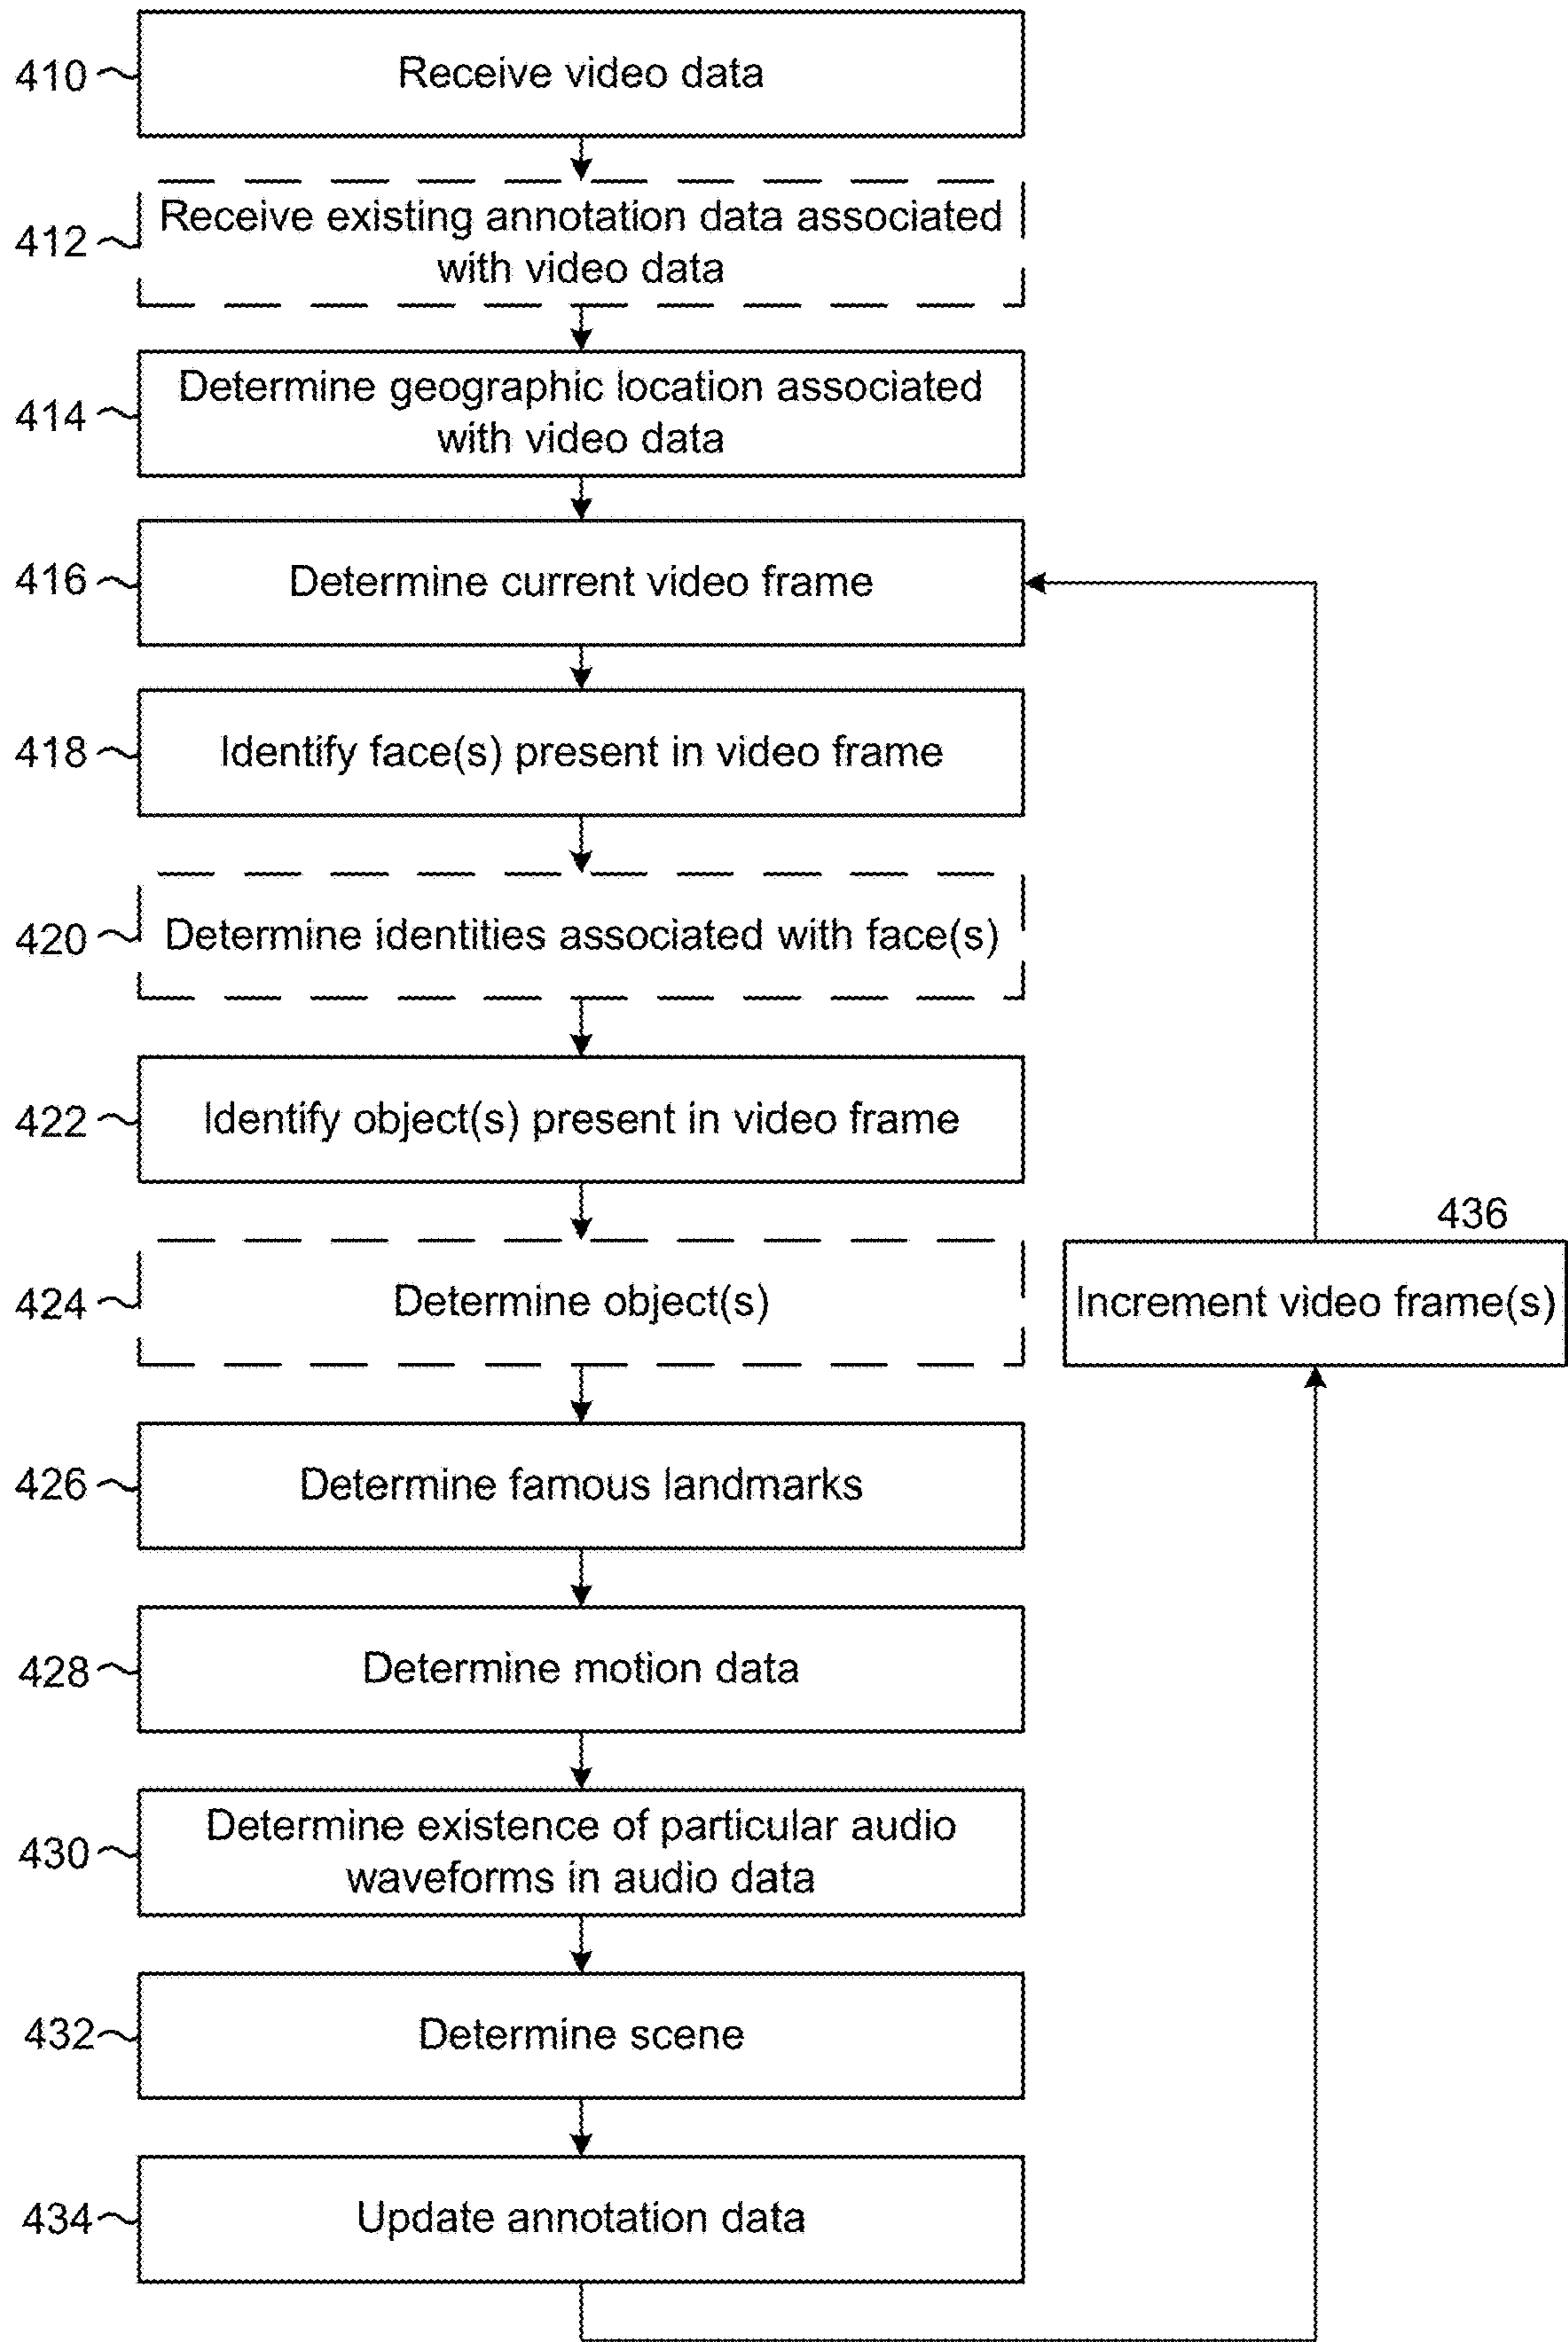 410
Receive video data
412
Receive existing annotation data associated
with video data
414
Determine geographic location associated
with video data
416
Determine current video frame
418
Identify face(s) present in video frame
420
Determine identities associated with face(s)
422
Identify object(s) present in video frame
436
424
Determine object(s)
Increment video frame(s)
426
Determine famous landmarks
428
Determine motion data
430
Determine existence of particular audio
waveforms in audio data
432
Determine scene
434
Update annotation data